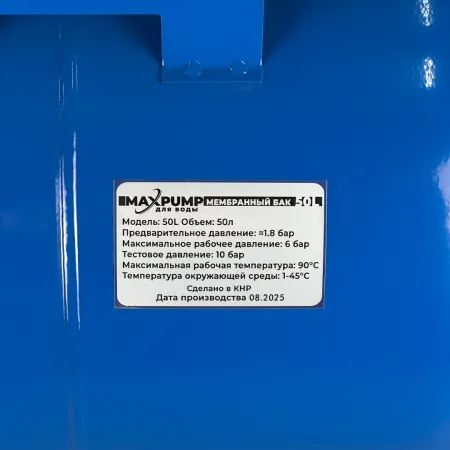 MAXPUMP МЕМБРАННЫЙ БАК 50L
для воды
Модель: 50L Объем: 50л
Предварительное давление: ≈1.8 бар
Максимальное рабочее давление: 6 бар
Тестовое давление: 10 бар
Максимальная рабочая температура: 90°C
Температура окружающей среды: 1-45°C
Сделано в КНР
Дата производства 08.2025